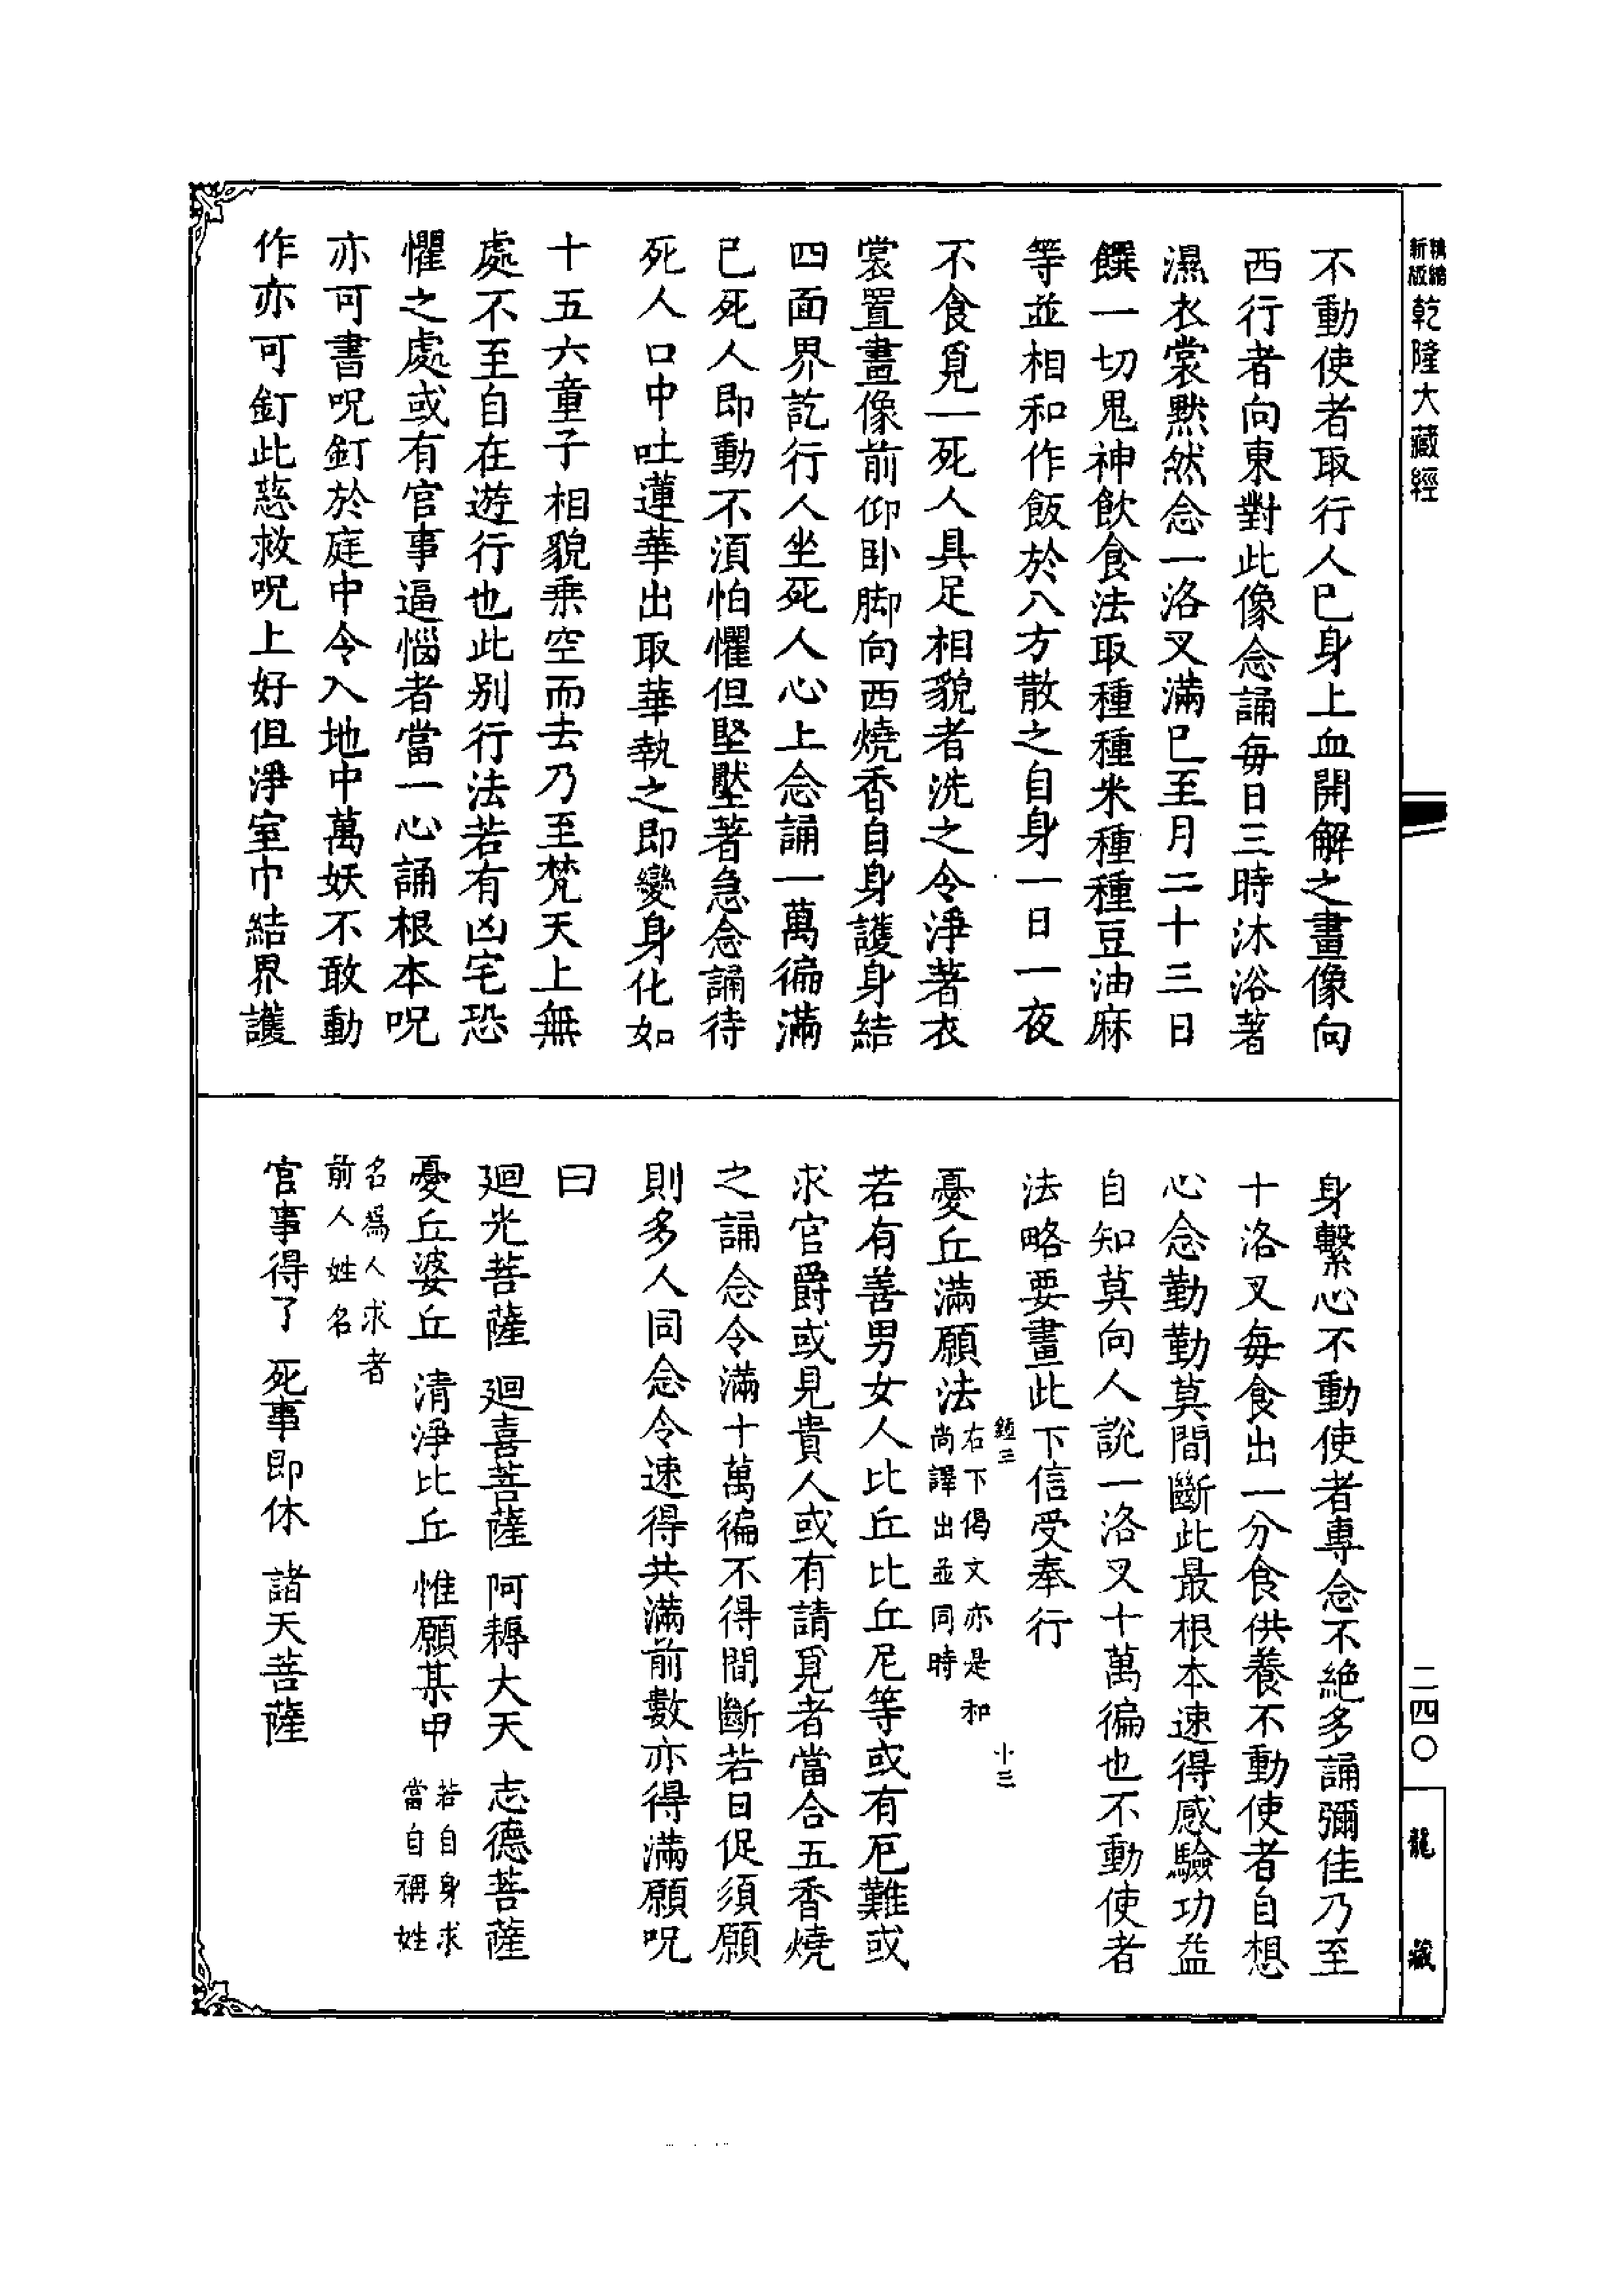 精縮新版乾隆大藏經
不動使者取行人已身上血開解之畫像向
西行者向東對此像念誦每日三時沐浴著
濕衣裳默然念一洛叉滿已至月二十三日
饌一切鬼神飲食法取種種米種種豆油麻
等並相和作飯於八方散之自身一日一夜
不食覓一死人具足相貌者洗之令淨著衣
裳置畫像前仰卧脚向西燒香自身護身結
四面界訖行人坐死人心上念誦一萬徧滿
已死人即動不湏怕懼但堅壓著急念誦待
死人口中吐蓮華出取華執之即變身化如
十五六童子相貌乘空而去乃至梵天上無
處不至自在遊行也此别行法若有凶宅恐
懼之處或有官事逼惱者當一心誦根本呪
亦可書呪釘於庭中令入地中萬妖不敢動
作亦可釘此慈救呪上好但淨室中結界護
身繫心不動使者專念不絶多誦彌佳乃至
十洛叉每食出一分食供養不動使者自想
心念勤勤莫間斷此最根本速得感驗功益
自知莫向人說一洛叉十萬徧也不動使者
法略要畫此下信受奉行
憂丘滿願法
右下偈文亦是和
尚譯出並同時
十三
若有善男女人比丘比丘尼等或有厄難或
求官爵或見貴人或有請覓者當合五香燒
之誦念令滿十萬徧不得間斷若日促須願
則多人同念令速得共滿前數亦得滿願呪
曰
廻光菩薩 廻喜菩薩 阿耨大天 志德菩薩
憂丘婆丘 清淨比丘 惟願某甲
若自身求
當自稱姓
名爲人求者
前人姓名
官事得了 死事即休 諸天菩薩
二四〇
龍藏